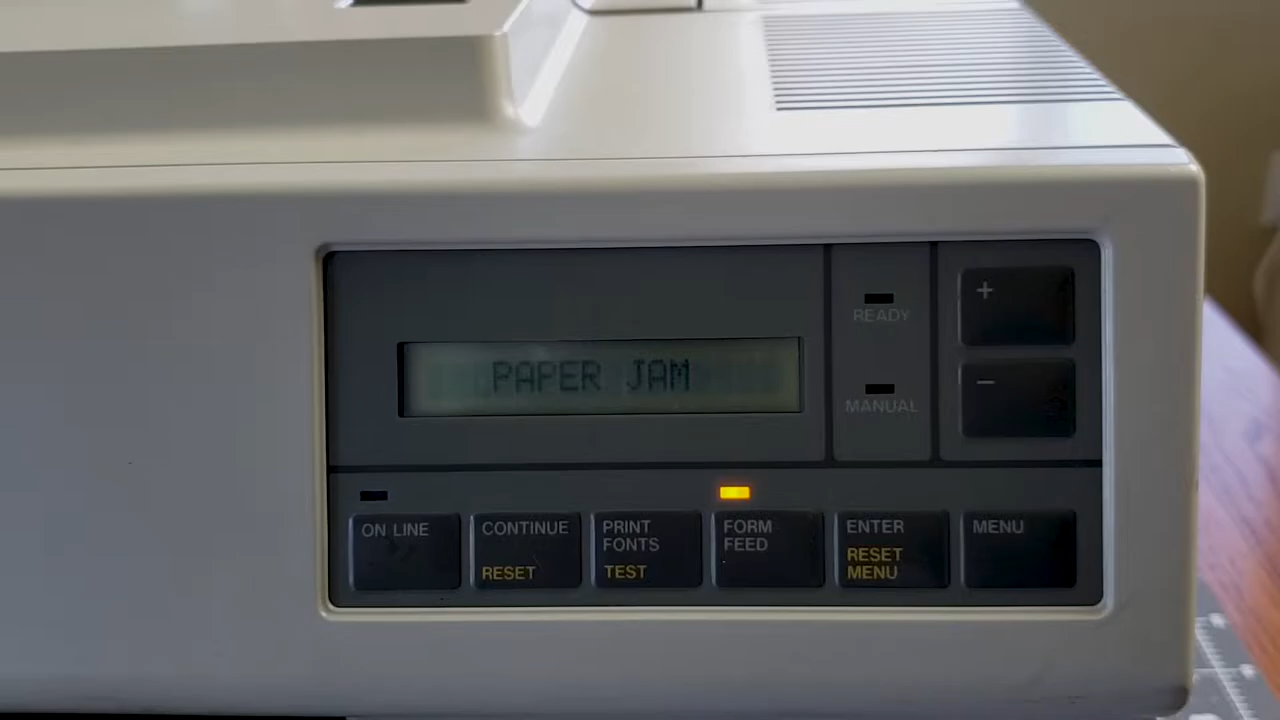 PAPER JAM
READY
MANUAL
+
−
ON LINE
CONTINUE
RESET
PRINT
FONTS
TEST
FORM
FEED
ENTER
RESET
MENU
MENU